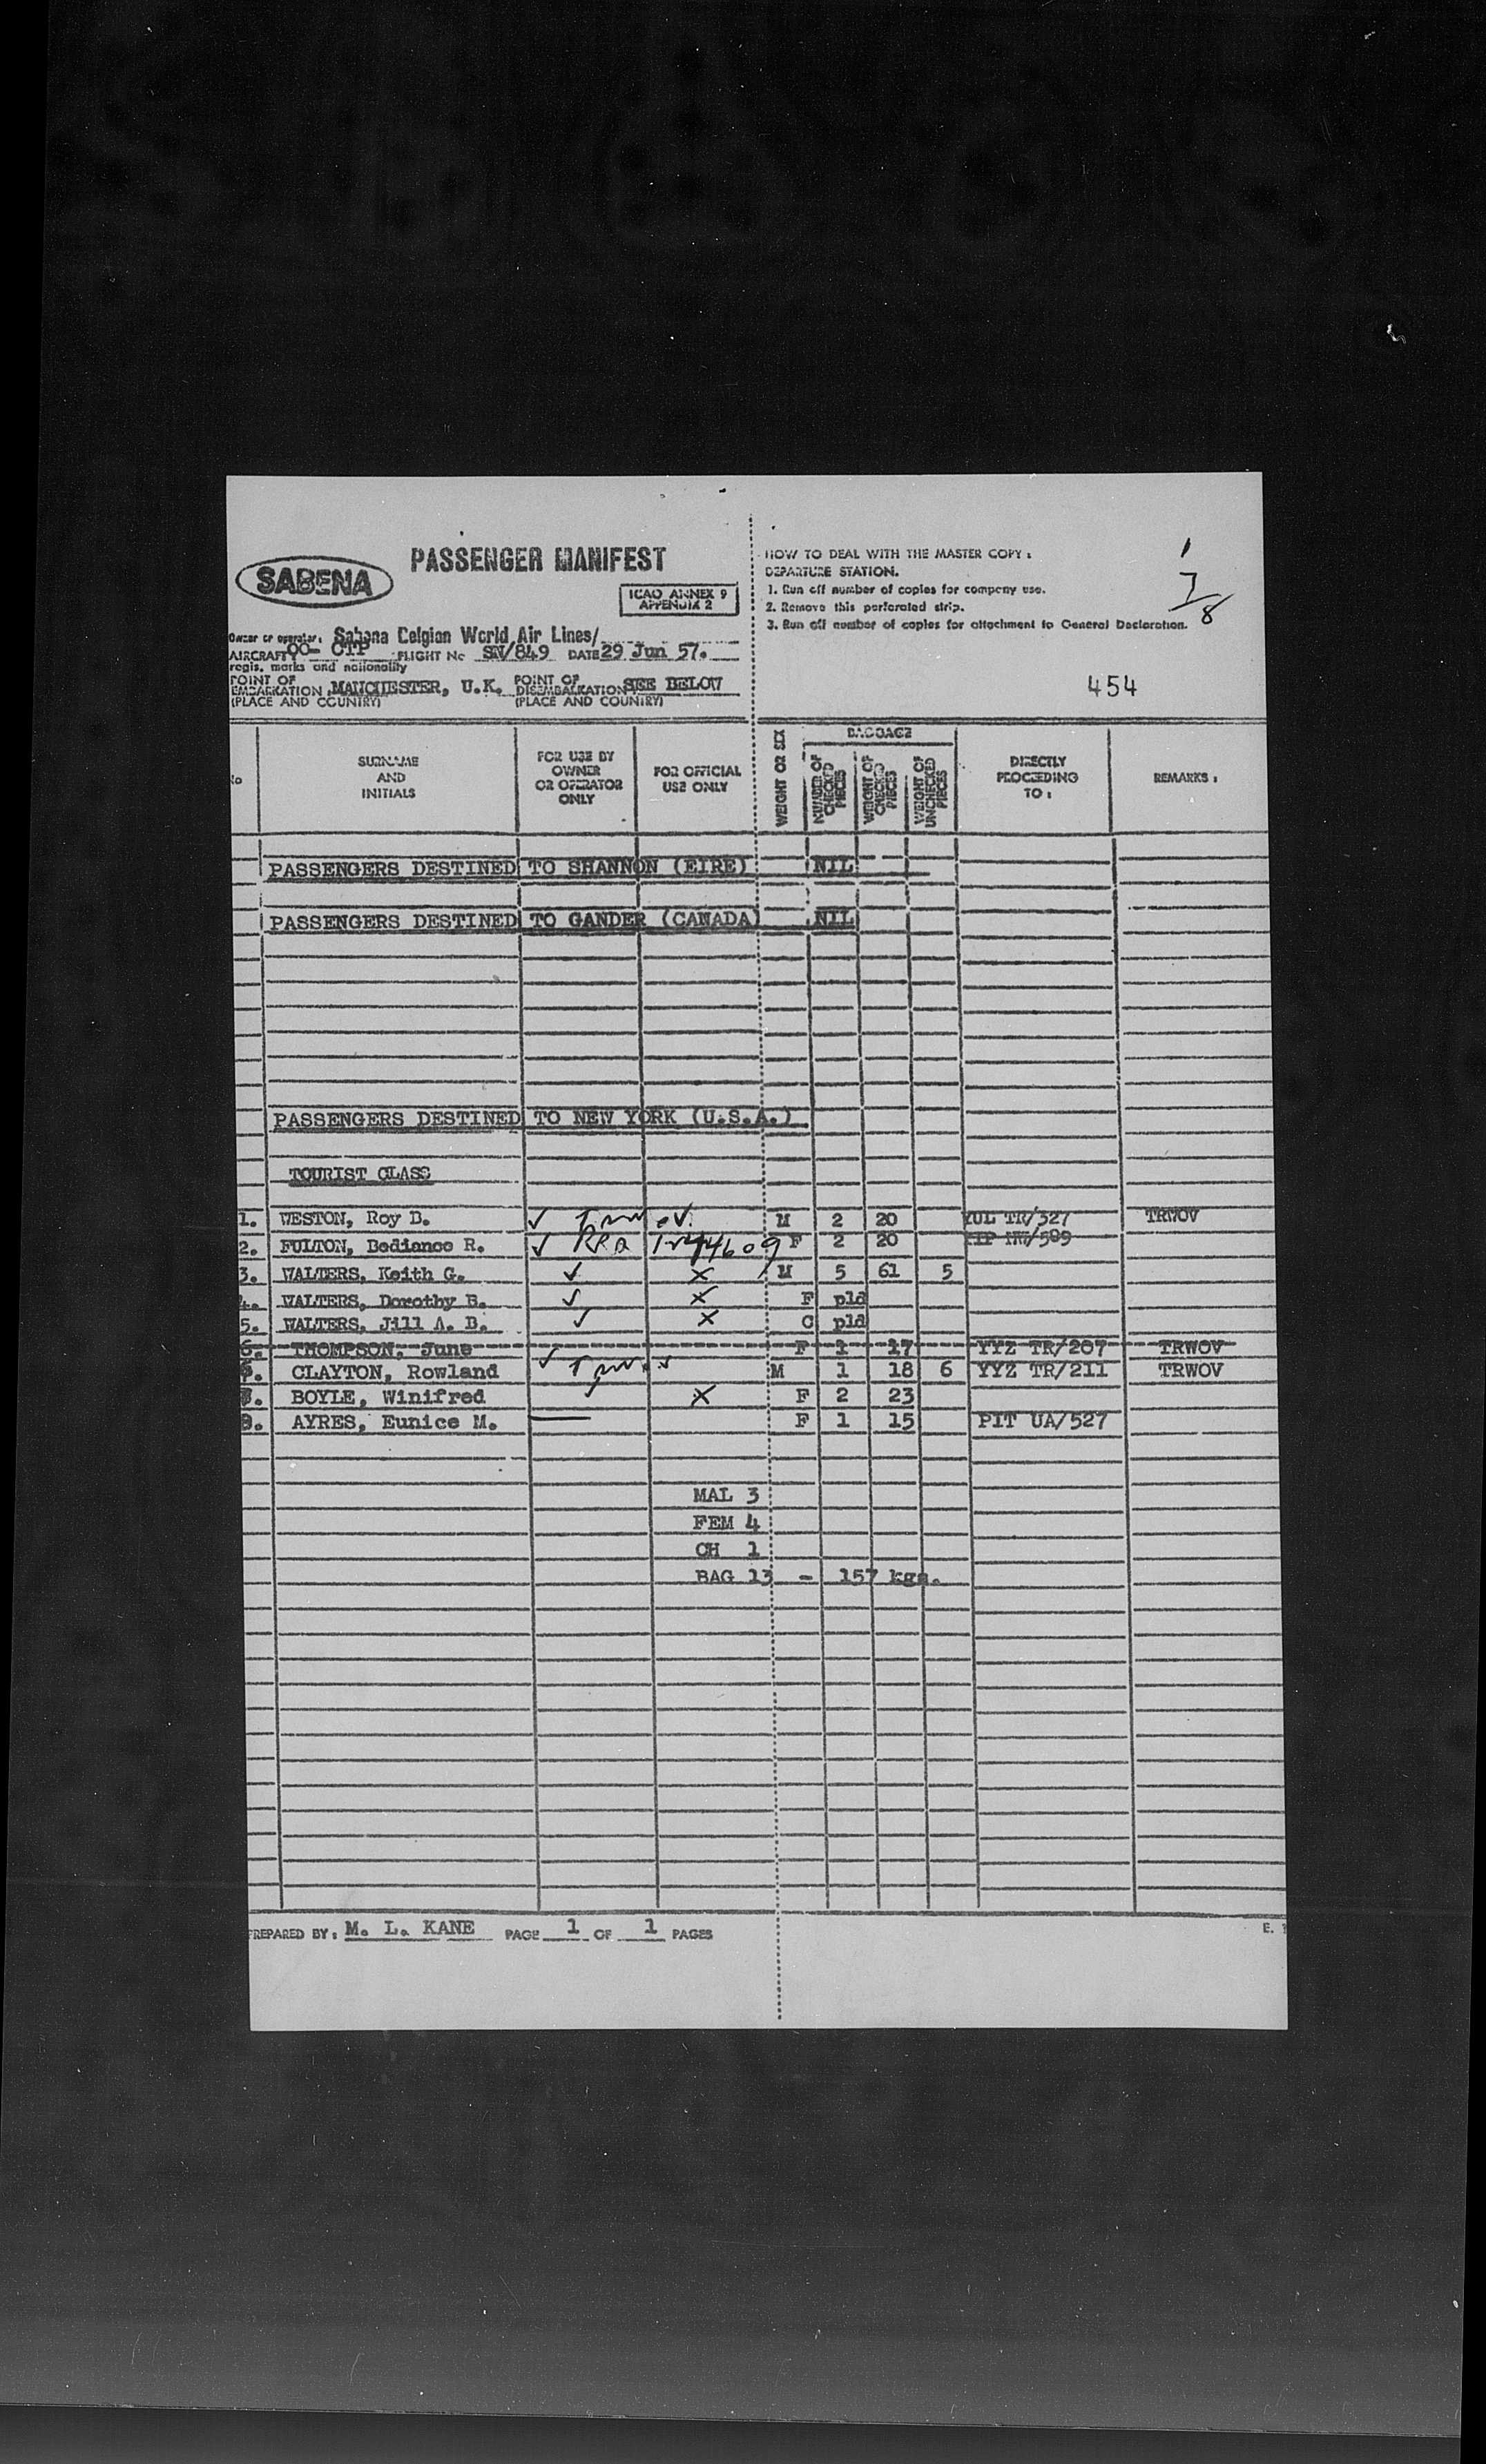 SABENA
PASSENGER MANIFEST
ICAO ANNEX 9
APPENDIX 2
Owner or operator: Sabena Belgian World Air Lines/
AIRCRAFT OO- CTP FLIGHT No SN/849 DATE 29 Jun 57.
regis. marks and nationality
POINT OF EMBARKATION MANCHESTER, U.K. POINT OF DISEMBARKATION SEE BELOW
(PLACE AND COUNTRY) (PLACE AND COUNTRY)
HOW TO DEAL WITH THE MASTER COPY :
DEPARTURE STATION.
1. Run off number of copies for company use.
2. Remove this perforated strip.
3. Run off number of copies for attachment to General Declaration.
454
No
SURNAME AND INITIALS
FOR USE BY OWNER OR OPERATOR ONLY
FOR OFFICIAL USE ONLY
WEIGHT OR SEX
BAGGAGE
NUMBER OF CHECKED PIECES
WEIGHT OF CHECKED PIECES
WEIGHT OF UNCHECKED PIECES
DIRECTLY PROCEEDING TO :
REMARKS :
PASSENGERS DESTINED TO SHANNON (EIRE) NIL
PASSENGERS DESTINED TO GANDER (CANADA) NIL
PASSENGERS DESTINED TO NEW YORK (U.S.A.)
TOURIST CLASS
1. WESTON, Roy B. ✓ M 2 20 YUL TR/527 TRWOV
2. FULTON, Bediance R. ✓ F 2 20
3. WALTERS, Keith G. ✓ X M 5 61 5
4. WALTERS, Dorothy B. ✓ X F pld
5. WALTERS, Jill A. B. ✓ X C pld
6. THOMPSON, June F 1 17 YYZ TR/207 TRWOV
CLAYTON, Rowland ✓ M 1 18 6 YYZ TR/211 TRWOV
BOYLE, Winifred ✓ X F 2 23
AYRES, Eunice M. F 1 15 PIT UA/527
MAL 3
FEM 4
CH 1
BAG 13 - 157 kgs.
PREPARED BY: M. L. KANE PAGE 1 OF 1 PAGES